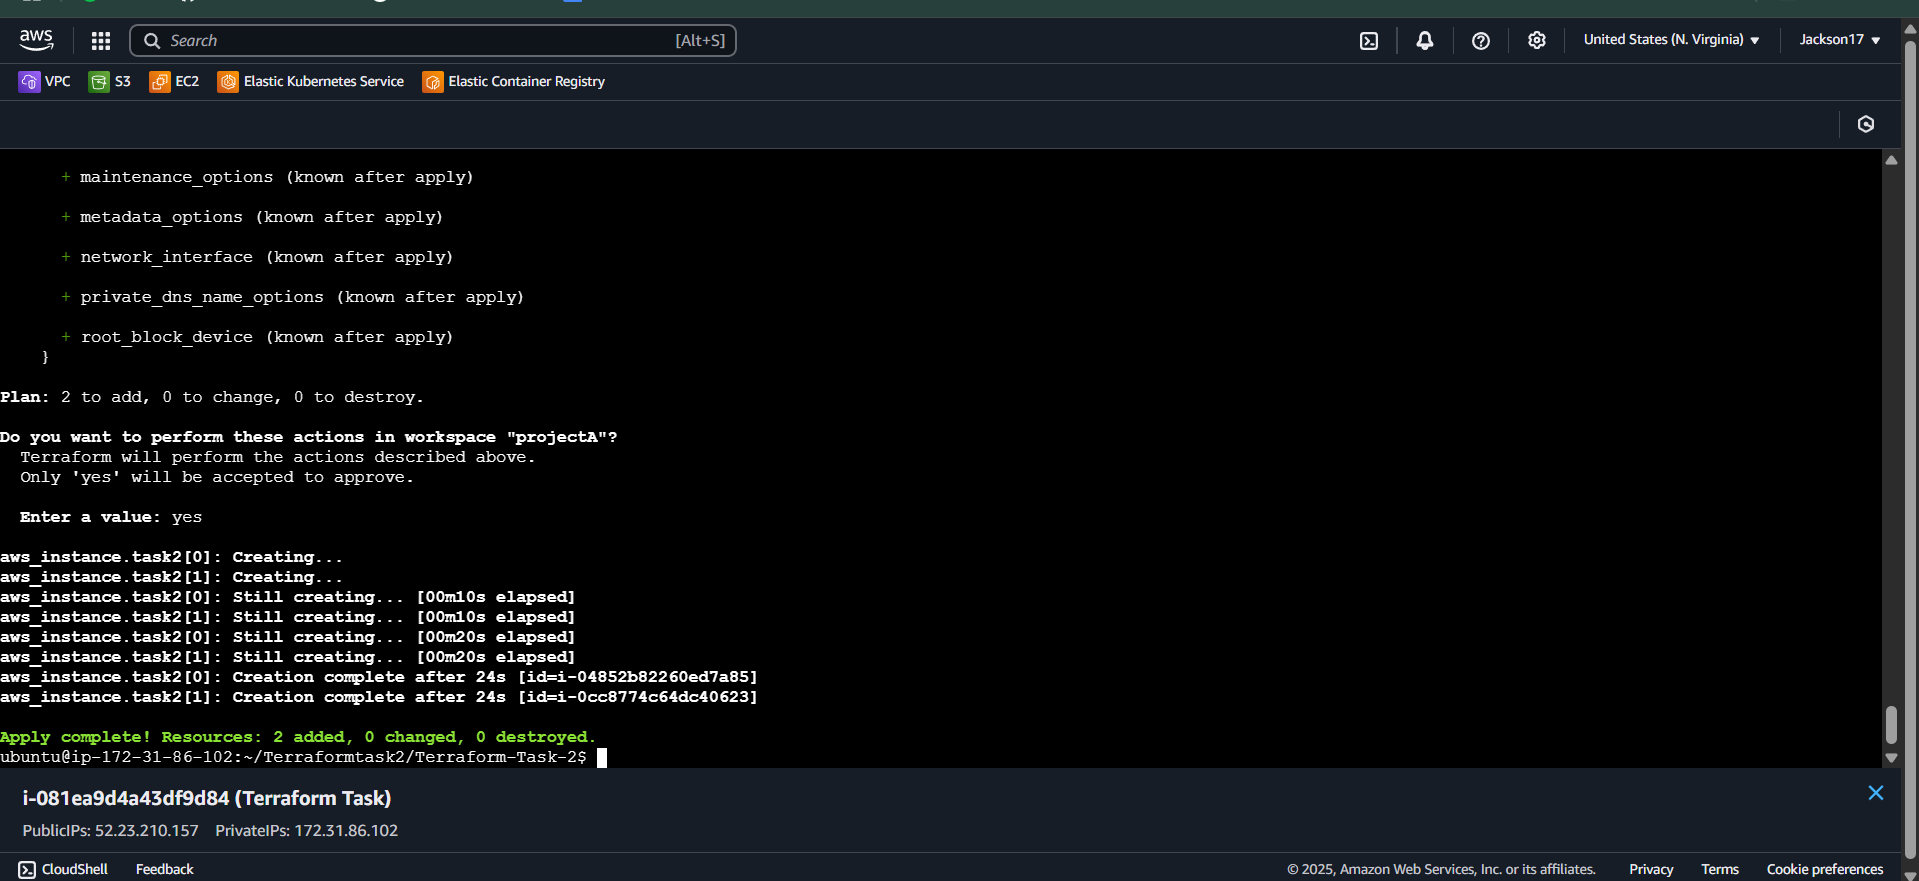 aws
Search
[Alt+S]
United States (N. Virginia)
Jackson17
VPC
S3
EC2
Elastic Kubernetes Service
Elastic Container Registry
+ maintenance_options (known after apply)
+ metadata_options (known after apply)
+ network_interface (known after apply)
+ private_dns_name_options (known after apply)
+ root_block_device (known after apply)
}
Plan: 2 to add, 0 to change, 0 to destroy.
Do you want to perform these actions in workspace "projectA"?
Terraform will perform the actions described above.
Only 'yes' will be accepted to approve.
Enter a value: yes
aws_instance.task2[0]: Creating...
aws_instance.task2[1]: Creating...
aws_instance.task2[0]: Still creating... [00m10s elapsed]
aws_instance.task2[1]: Still creating... [00m10s elapsed]
aws_instance.task2[0]: Still creating... [00m20s elapsed]
aws_instance.task2[1]: Still creating... [00m20s elapsed]
aws_instance.task2[0]: Creation complete after 24s [id=i-04852b82260ed7a85]
aws_instance.task2[1]: Creation complete after 24s [id=i-0cc8774c64dc40623]
Apply complete! Resources: 2 added, 0 changed, 0 destroyed.
ubuntu@ip-172-31-86-102:~/Terraformtask2/Terraform-Task-2$
i-081ea9d4a43df9d84 (Terraform Task)
PublicIPs: 52.23.210.157 PrivateIPs: 172.31.86.102
CloudShell
Feedback
© 2025, Amazon Web Services, Inc. or its affiliates.
Privacy
Terms
Cookie preferences